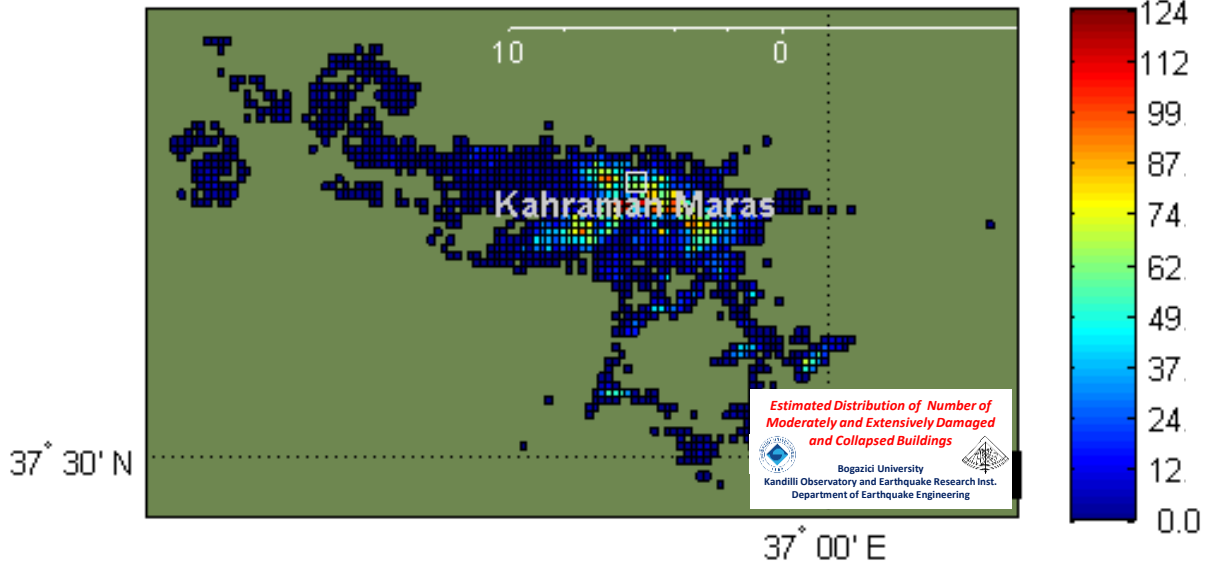 10 0
Kahraman Maras
124
112
99.
87.
74.
62.
49.
37.
24.
12.
0.0
37° 30' N
37° 00' E
Estimated Distribution of Number of
Moderately and Extensively Damaged
and Collapsed Buildings
Bogazici University
Kandilli Observatory and Earthquake Research Inst.
Department of Earthquake Engineering